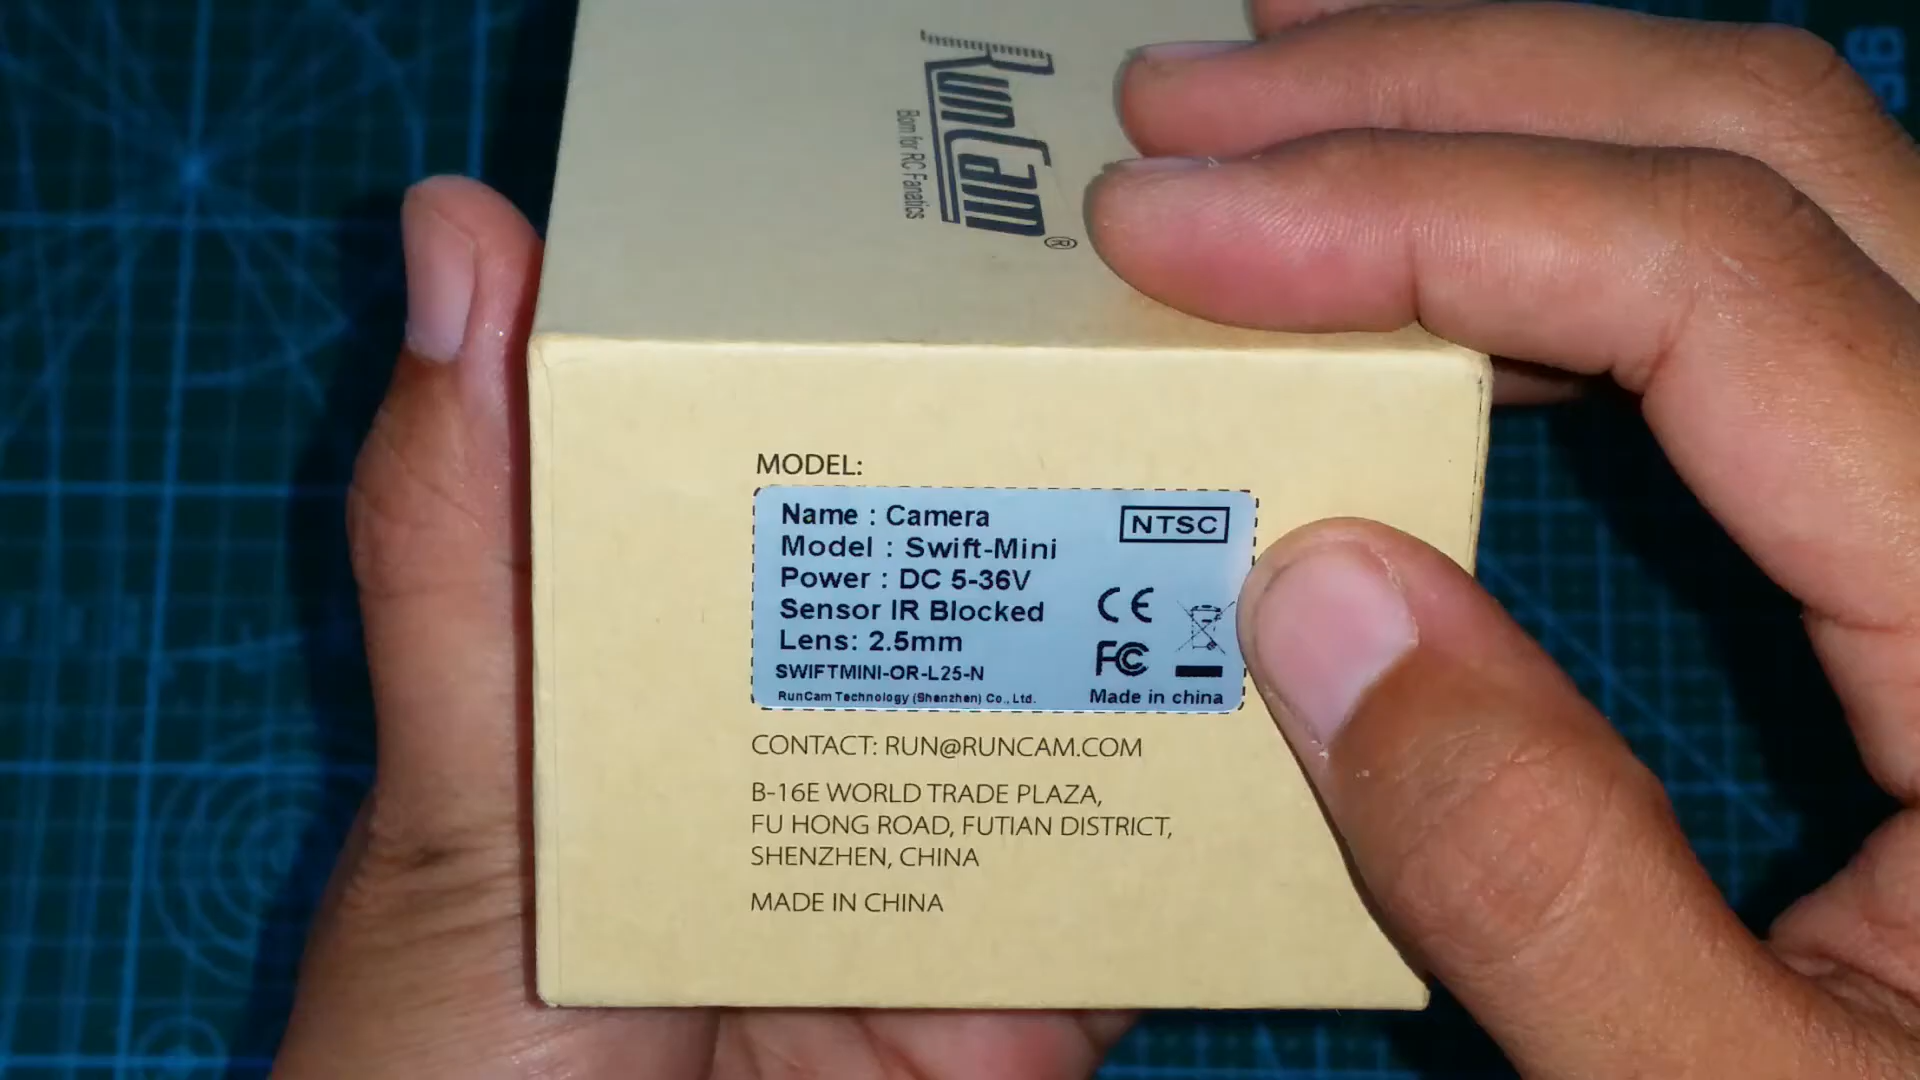 RunCam®
Born for RC Fanatics
MODEL:
Name : Camera
NTSC
Model : Swift-Mini
Power : DC 5-36V
Sensor IR Blocked
Lens: 2.5mm
SWIFTMINI-OR-L25-N
RunCam Technology (Shenzhen) Co., Ltd.
CE
FC
Made in china
CONTACT: RUN@RUNCAM.COM
B-16E WORLD TRADE PLAZA,
FU HONG ROAD, FUTIAN DISTRICT,
SHENZHEN, CHINA
MADE IN CHINA